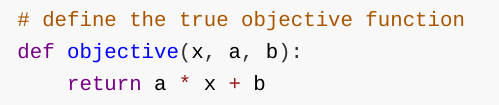 # define the true objective function
def objective(x, a, b):
    return a * x + b